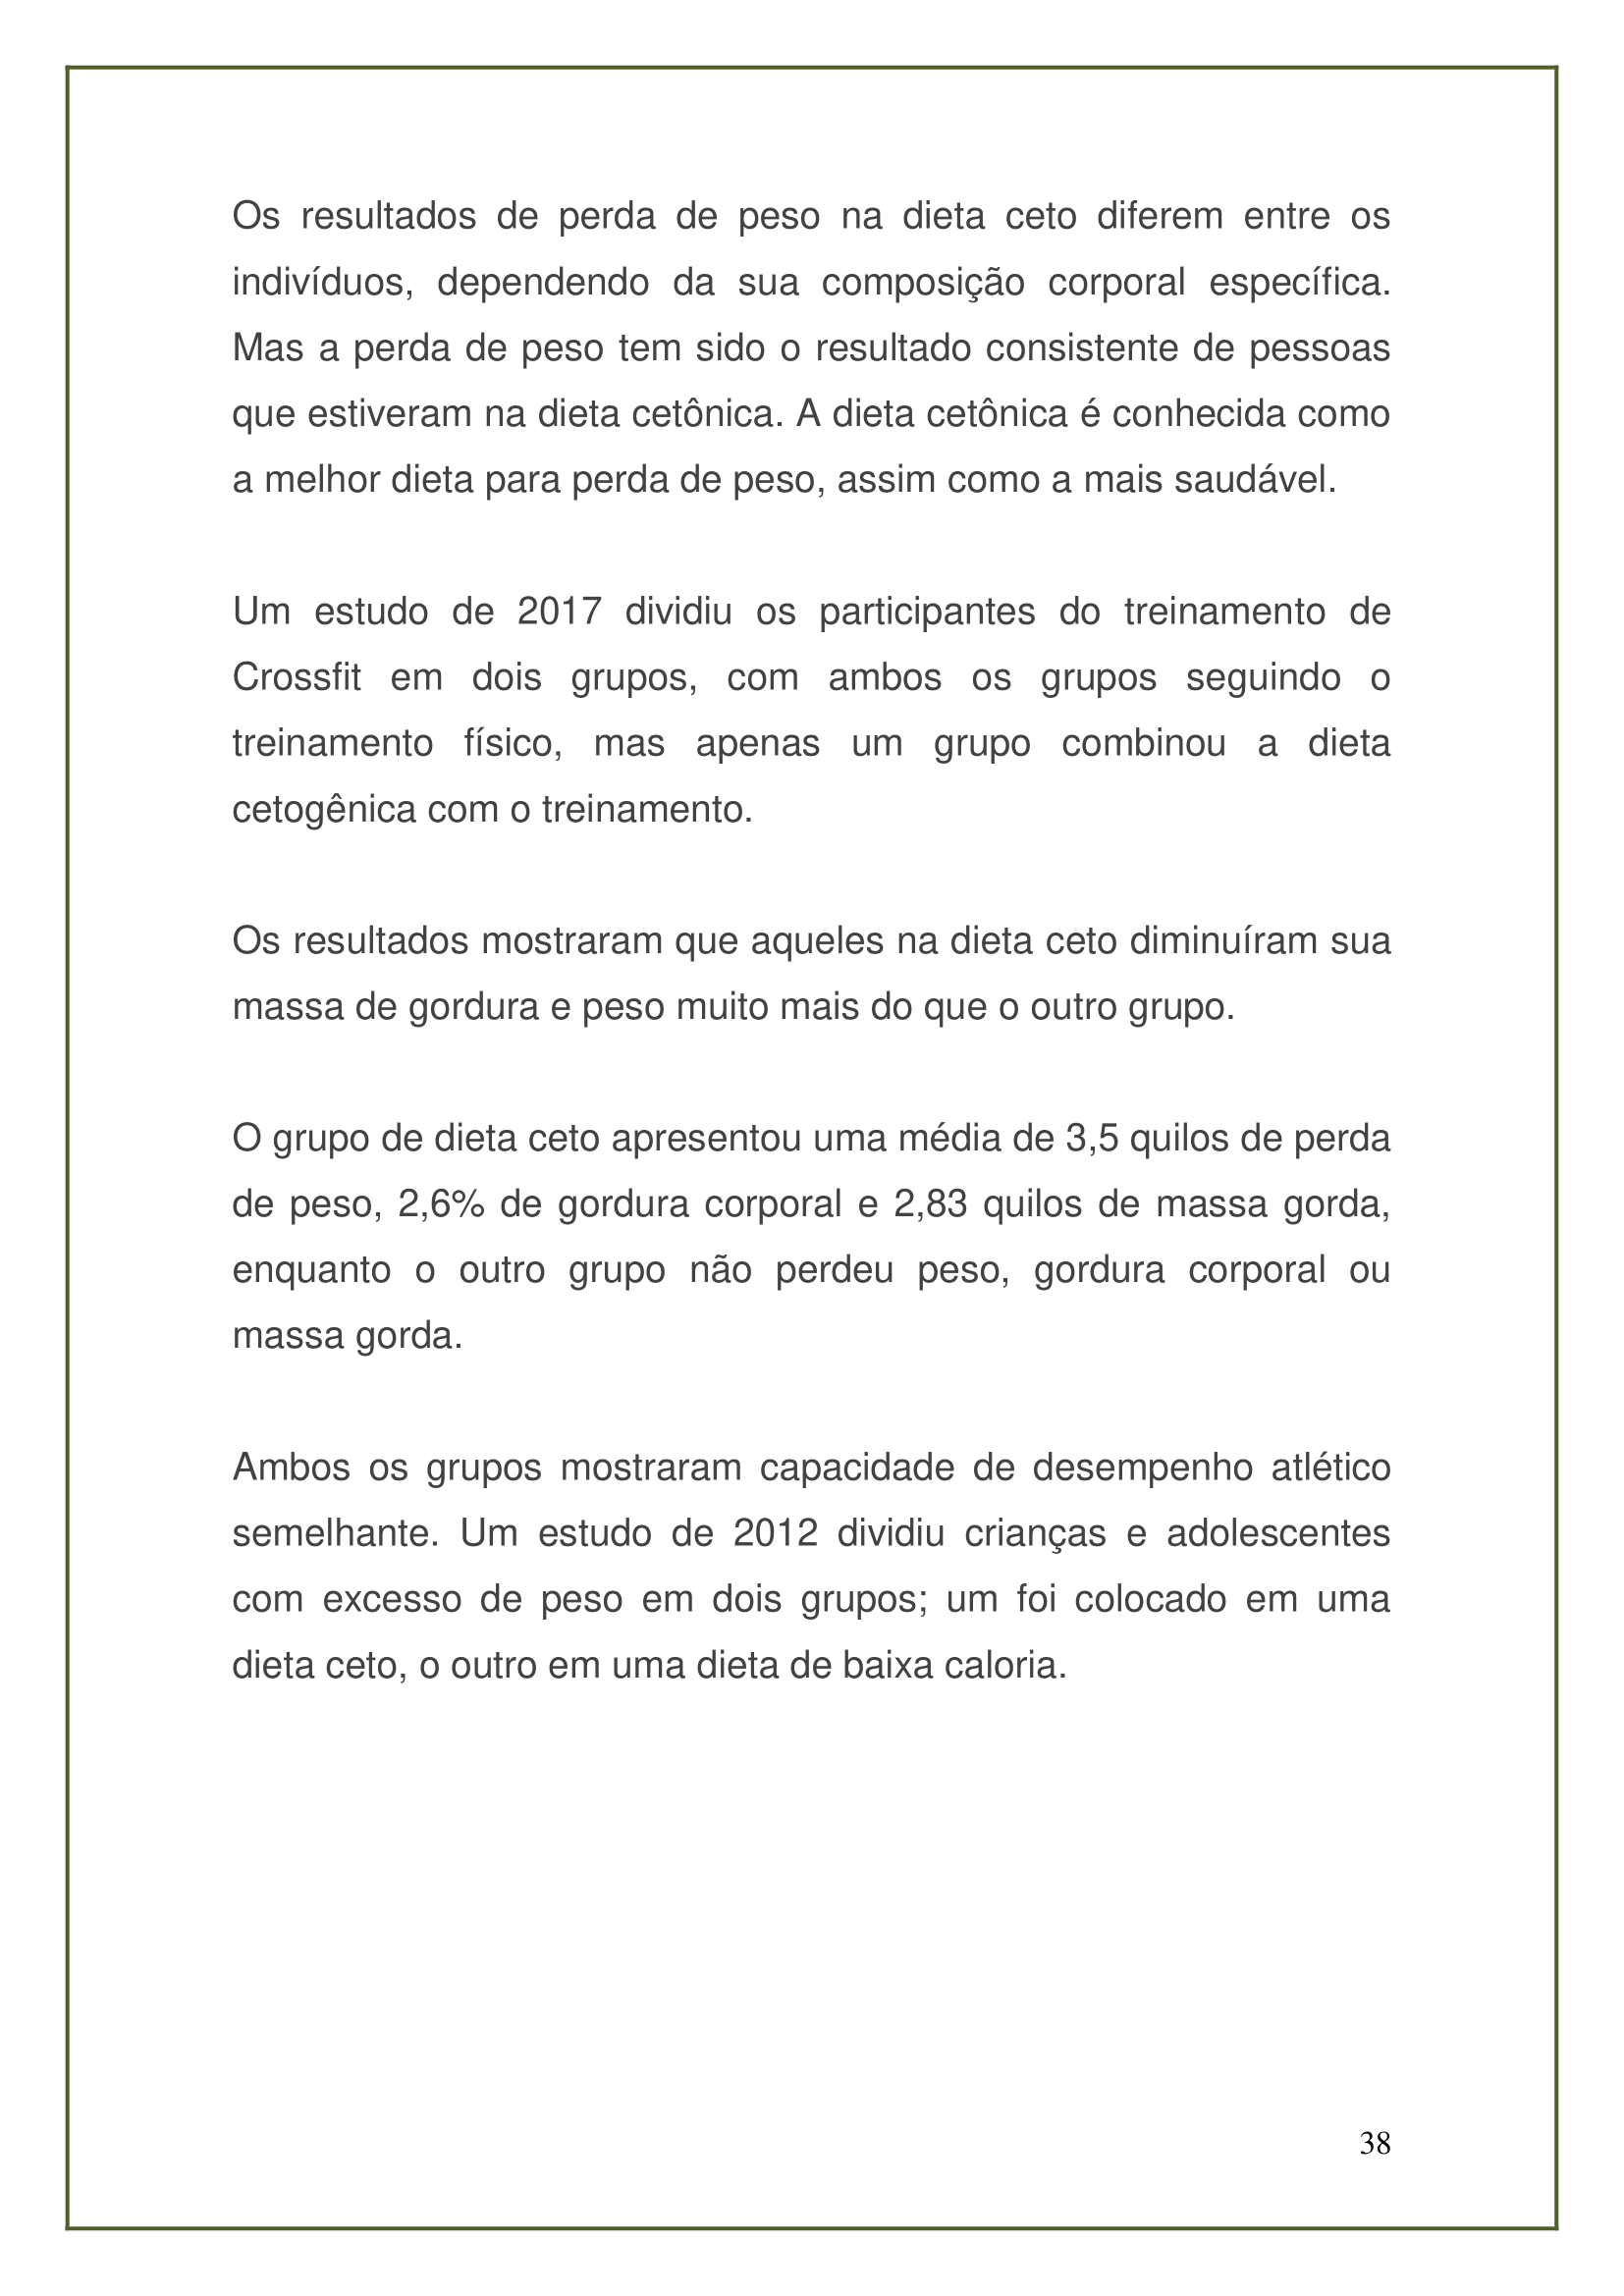 Os resultados de perda de peso na dieta ceto diferem entre os
indivíduos, dependendo da sua composição corporal específica.
Mas a perda de peso tem sido o resultado consistente de pessoas
que estiveram na dieta cetônica. A dieta cetônica é conhecida como
a melhor dieta para perda de peso, assim como a mais saudável.
Um estudo de 2017 dividiu os participantes do treinamento de
Crossfit em dois grupos, com ambos os grupos seguindo o
treinamento físico, mas apenas um grupo combinou a dieta
cetogênica com o treinamento.
Os resultados mostraram que aqueles na dieta ceto diminuíram sua
massa de gordura e peso muito mais do que o outro grupo.
O grupo de dieta ceto apresentou uma média de 3,5 quilos de perda
de peso, 2,6% de gordura corporal e 2,83 quilos de massa gorda,
enquanto o outro grupo não perdeu peso, gordura corporal ou
massa gorda.
Ambos os grupos mostraram capacidade de desempenho atlético
semelhante. Um estudo de 2012 dividiu crianças e adolescentes
com excesso de peso em dois grupos; um foi colocado em uma
dieta ceto, o outro em uma dieta de baixa caloria.
38